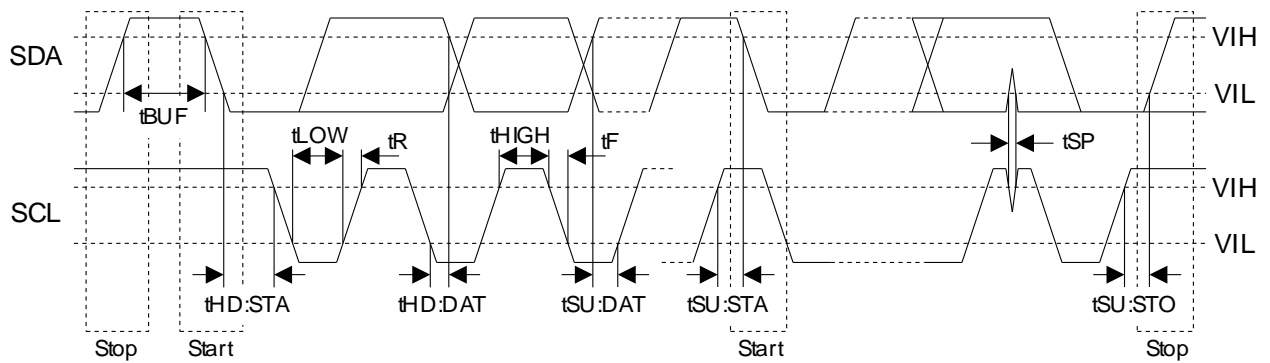 SDA
VIH
VIL
tBUF
tLOW
tR
tHIGH
tF
tSP
SCL
VIH
VIL
tHD:STA
tHD:DAT
tSU:DAT
tSU:STA
tSU:STO
Stop
Start
Start
Stop